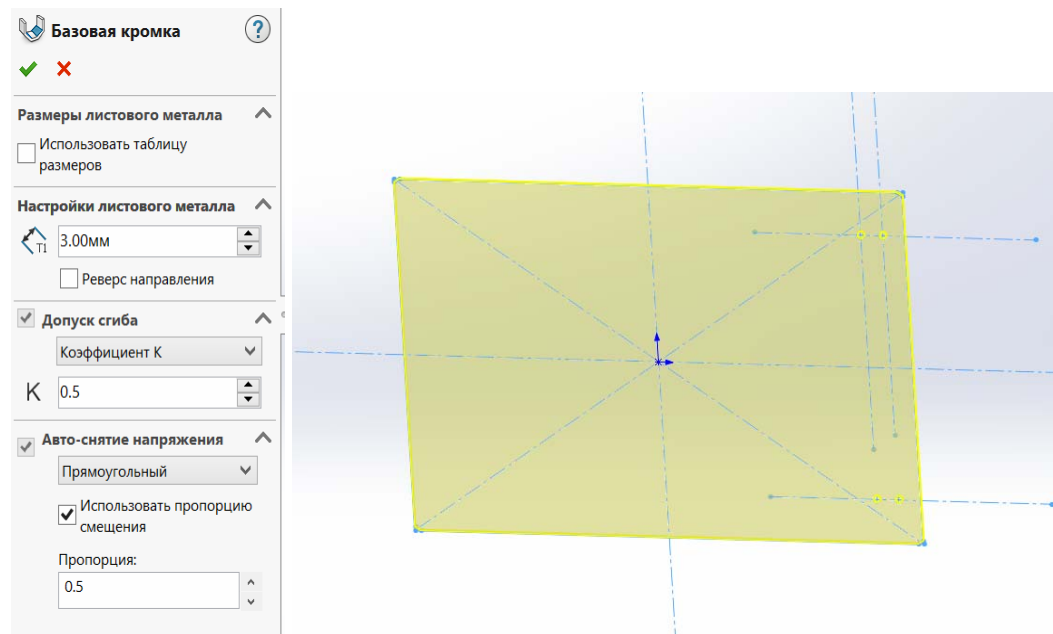 Базовая кромка
?
Размеры листового металла
Использовать таблицу
размеров
Настройки листового металла
T1
3.00мм
Реверс направления
Допуск сгиба
Коэффициент K
K
0.5
Авто-снятие напряжения
Прямоугольный
Использовать пропорцию
смещения
Пропорция:
0.5